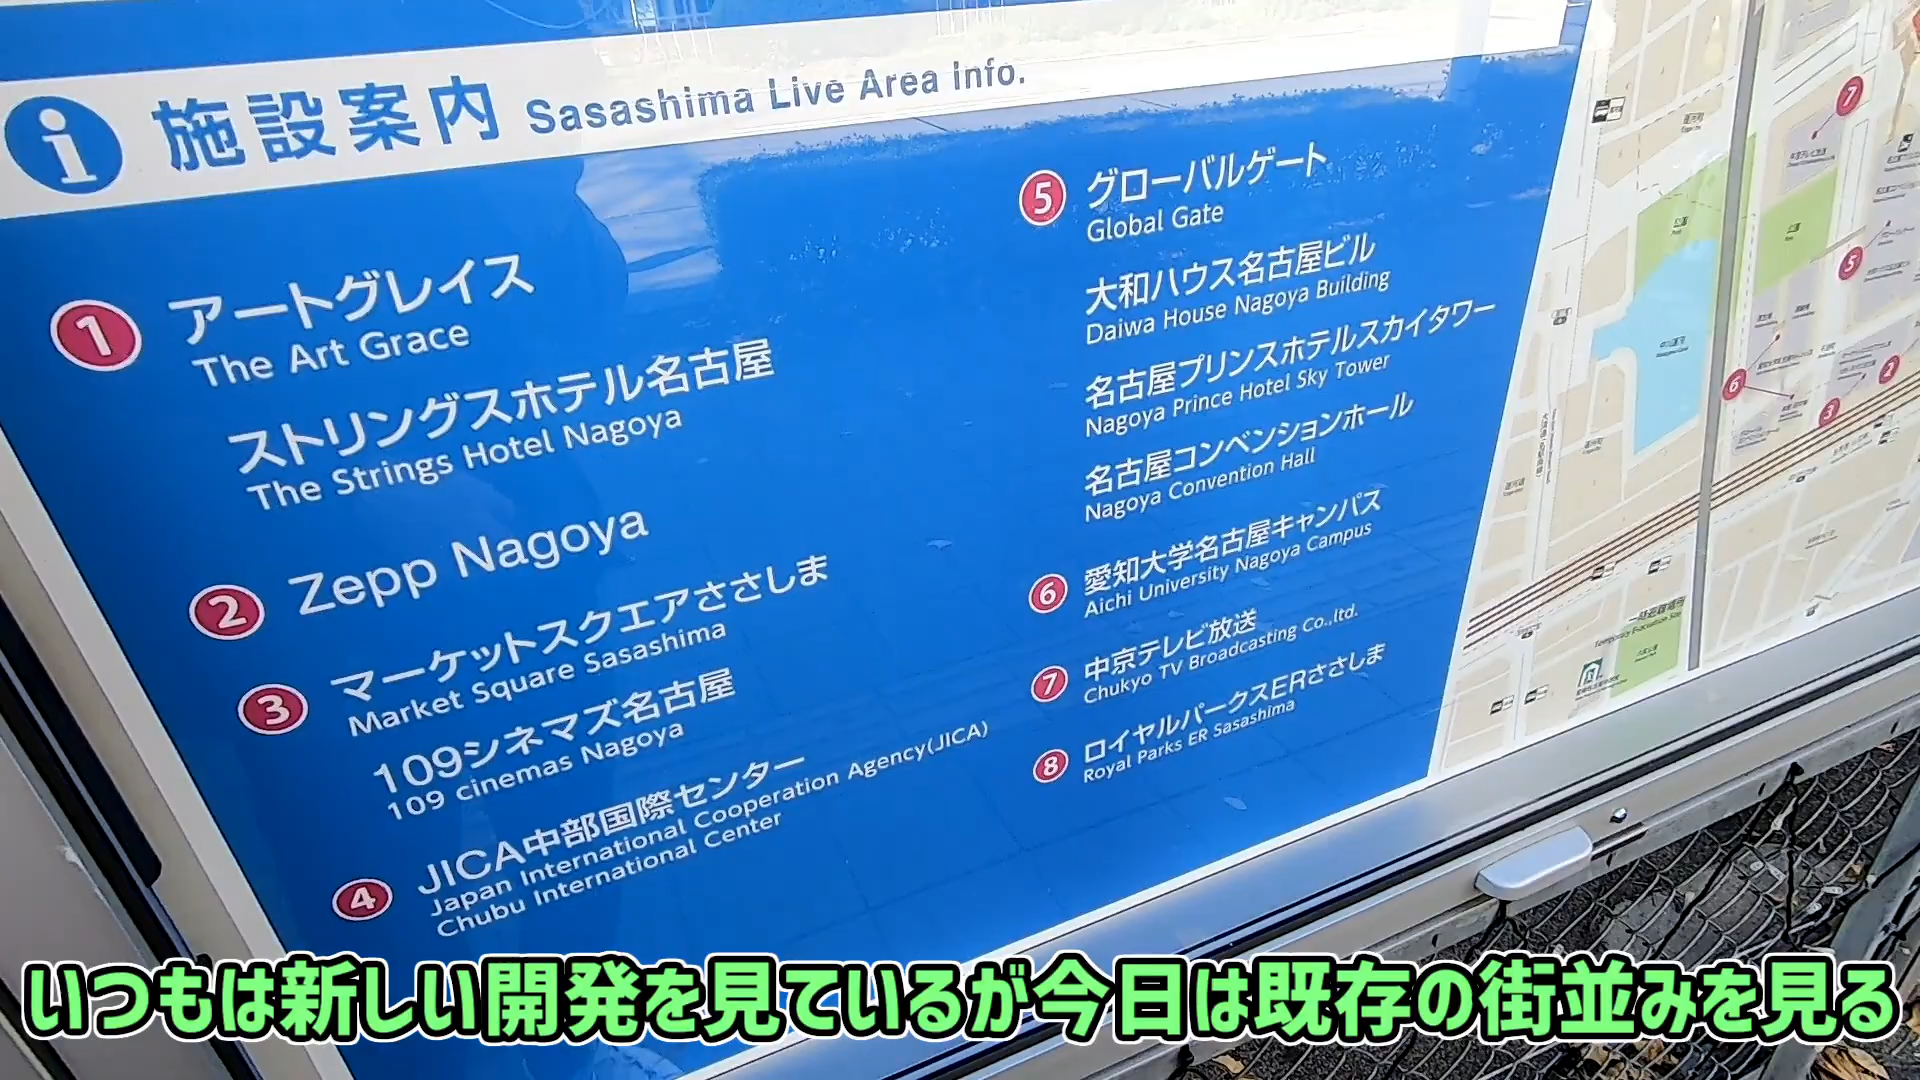 施設案内 Sasashima Live Area Info.
1 アートグレイス
The Art Grace
ストリングスホテル名古屋
The Strings Hotel Nagoya
2 Zepp Nagoya
3 マーケットスクエアささしま
Market Square Sasashima
109シネマズ名古屋
109 cinemas Nagoya
4 JICA中部国際センター
Japan International Cooperation Agency(JICA)
Chubu International Center
5 グローバルゲート
Global Gate
大和ハウス名古屋ビル
Daiwa House Nagoya Building
名古屋プリンスホテルスカイタワー
Nagoya Prince Hotel Sky Tower
名古屋コンベンションホール
Nagoya Convention Hall
6 愛知大学名古屋キャンパス
Aichi University Nagoya Campus
7 中京テレビ放送
Chukyo TV Broadcasting Co.,ltd.
8 ロイヤルパークスERささしま
Royal Parks ER Sasashima
7
5
6
2
3
いつもは新しい開発を見ているが今日は既存の街並みを見る